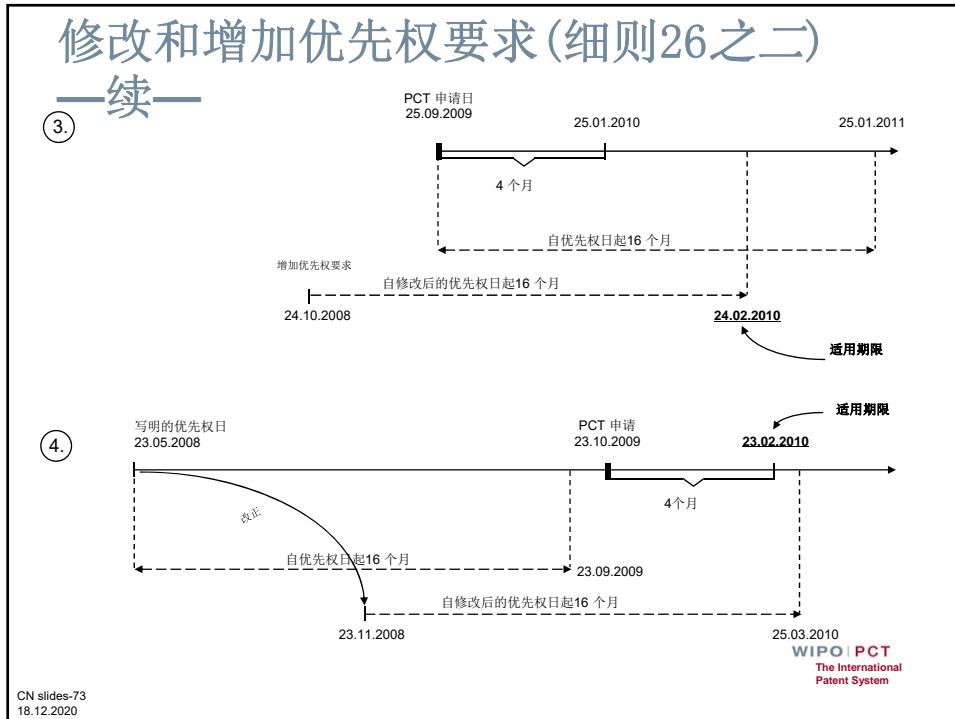 修改和增加优先权要求(细则26之二)
—续—
3.
PCT 申请日
25.09.2009
25.01.2010
25.01.2011
4 个月
自优先权日起16 个月
增加优先权要求
自修改后的优先权日起16 个月
24.10.2008
24.02.2010
适用期限
4.
写明的优先权日
23.05.2008
PCT 申请
23.10.2009
适用期限
23.02.2010
4个月
改正
自优先权日起16 个月
23.09.2009
自修改后的优先权日起16 个月
23.11.2008
25.03.2010
WIPO|PCT
The International
Patent System
CN slides-73
18.12.2020